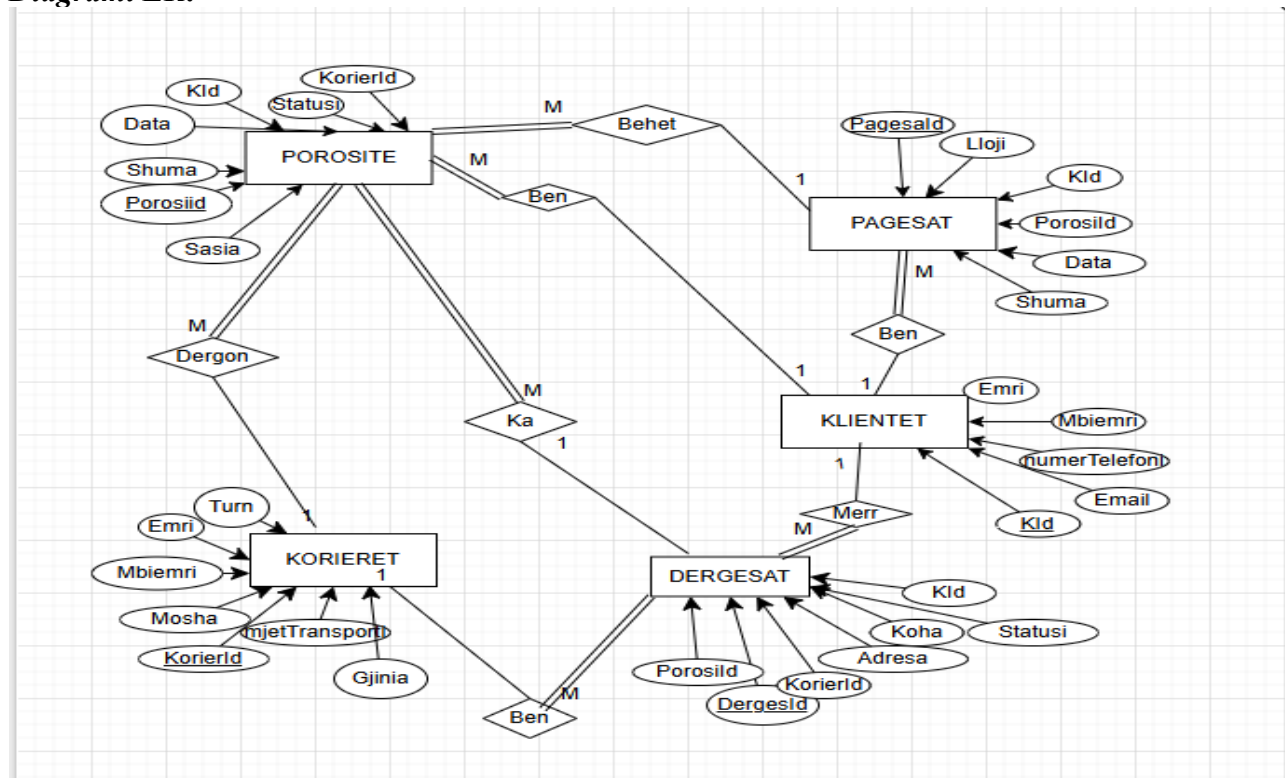 Diagrami ER:
KorierId
KId
Statusi
M
Behet
Data
PagesaId
Lloji
POROSITE
M
Shuma
1
KId
Ben
Porosiid
PAGESAT
PorosiId
Sasia
M
Data
Shuma
M
Ben
Dergon
1
1
Emri
M
Ka
KLIENTET
Mbiemri
1
1
numerTelefoni
Email
Turn
Merr
KId
Emri
1
M
KORIERET
Mbiemri
1
DERGESAT
KId
Mosha
mjetTransporti
Koha
Statusi
KorierId
Adresa
Gjinia
PorosiId
KorierId
M
DergesId
Ben